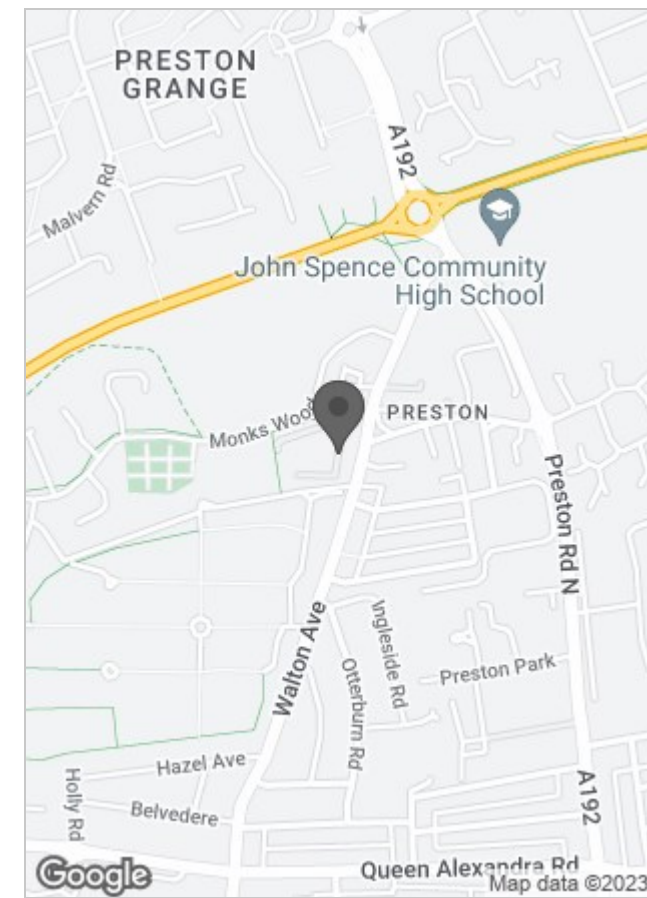 PRESTON
GRANGE
A192
Malvern Rd
John Spence Community
High School
Monks Wood
PRESTON
Preston Rd N
Walton Ave
Ingleside Rd
Otterburn Rd
Preston Park
Hazel Ave
Holly Rd
Belvedere
A192
Queen Alexandra Rd
Google
Map data ©2023